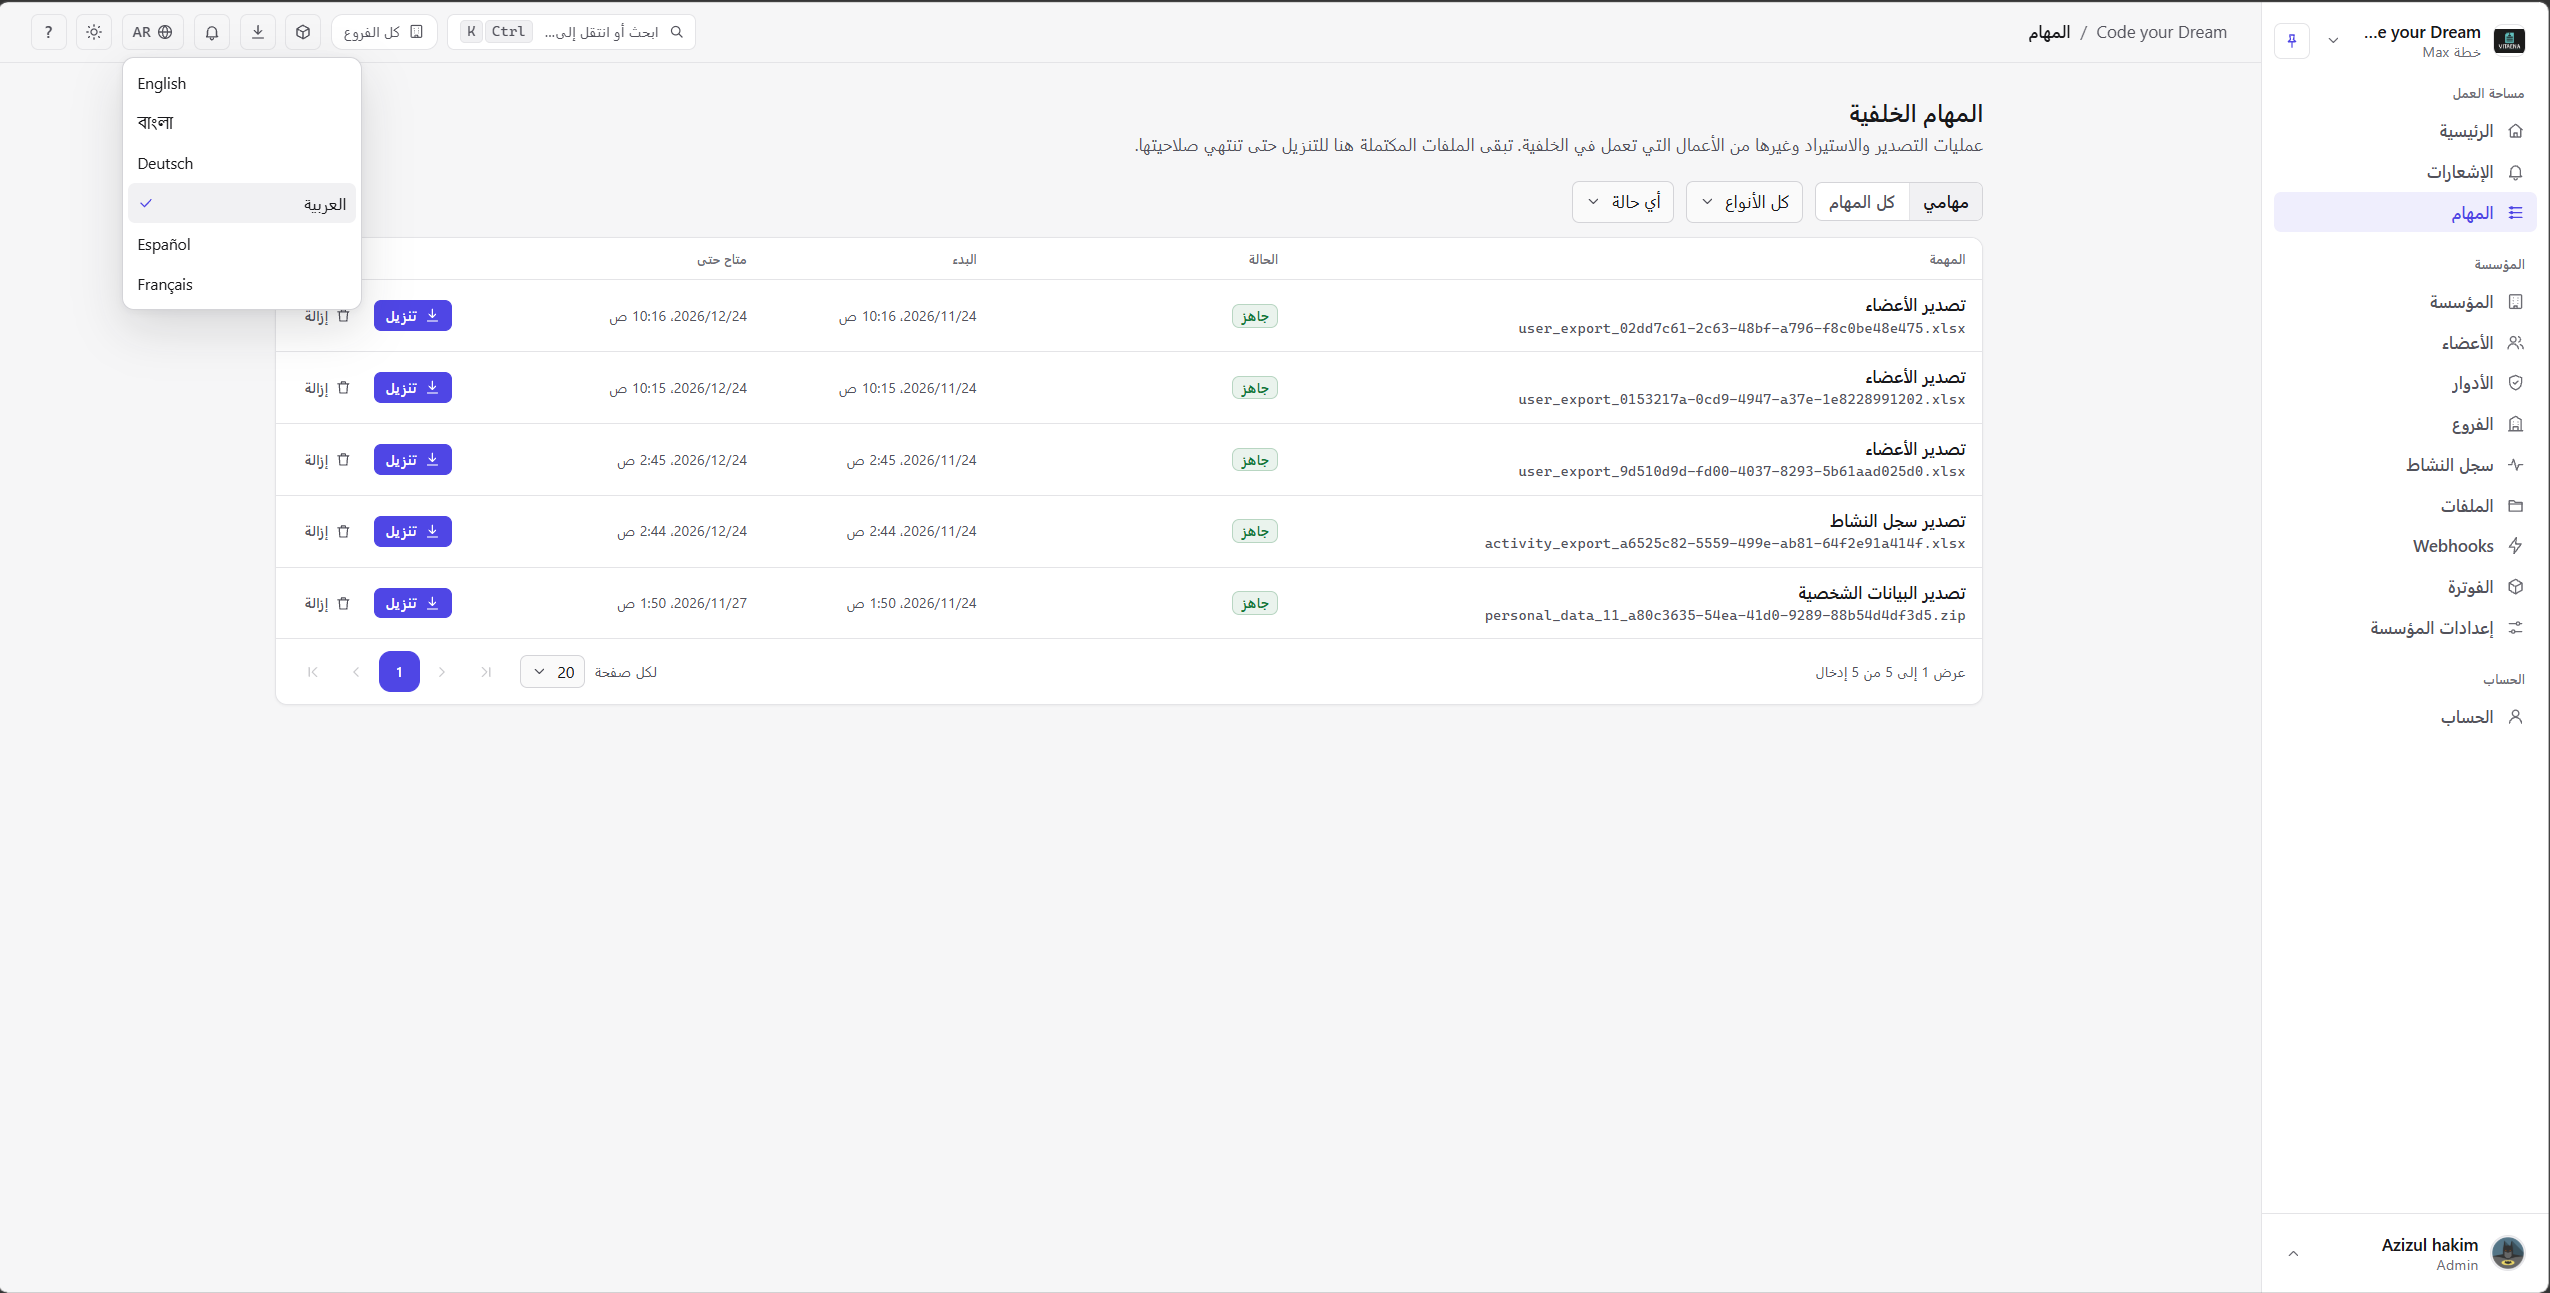 ...e your Dream
خطة Max
مساحة العمل
الرئيسية
الإشعارات
المهام
المؤسسة
المؤسسة
الأعضاء
الأدوار
الفروع
سجل النشاط
الملفات
Webhooks
الفوترة
إعدادات المؤسسة
الحساب
الحساب
Azizul hakim
Admin
Code your Dream / المهام
ابحث أو انتقل إلى... Ctrl K
كل الفروع
AR
?
English
বাংলা
Deutsch
العربية
Español
Français
المهام الخلفية
عمليات التصدير والاستيراد وغيرها من الأعمال التي تعمل في الخلفية. تبقى الملفات المكتملة هنا للتنزيل حتى تنتهي صلاحيتها.
مهامي كل المهام كل الأنواع أي حالة
المهمة الحالة البدء متاح حتى
تصدير الأعضاء جاهز 2026/11/24، 10:16 ص 2026/12/24، 10:16 ص تنزيل إزالة
user_export_02dd7c61-2c63-48bf-a796-f8c0be48e475.xlsx
تصدير الأعضاء جاهز 2026/11/24، 10:15 ص 2026/12/24، 10:15 ص تنزيل إزالة
user_export_0153217a-0cd9-4947-a37e-1e8228991202.xlsx
تصدير الأعضاء جاهز 2026/11/24، 2:45 ص 2026/12/24، 2:45 ص تنزيل إزالة
user_export_9d510d9d-fd00-4037-8293-5b61aad025d0.xlsx
تصدير سجل النشاط جاهز 2026/11/24، 2:44 ص 2026/12/24، 2:44 ص تنزيل إزالة
activity_export_a6525c82-5559-499e-ab81-64f2e91a414f.xlsx
تصدير البيانات الشخصية جاهز 2026/11/24، 1:50 ص 2026/11/27، 1:50 ص تنزيل إزالة
personal_data_11_a80c3635-54ea-41d0-9289-88b54d4df3d5.zip
عرض 1 إلى 5 من 5 إدخال
لكل صفحة 20
1